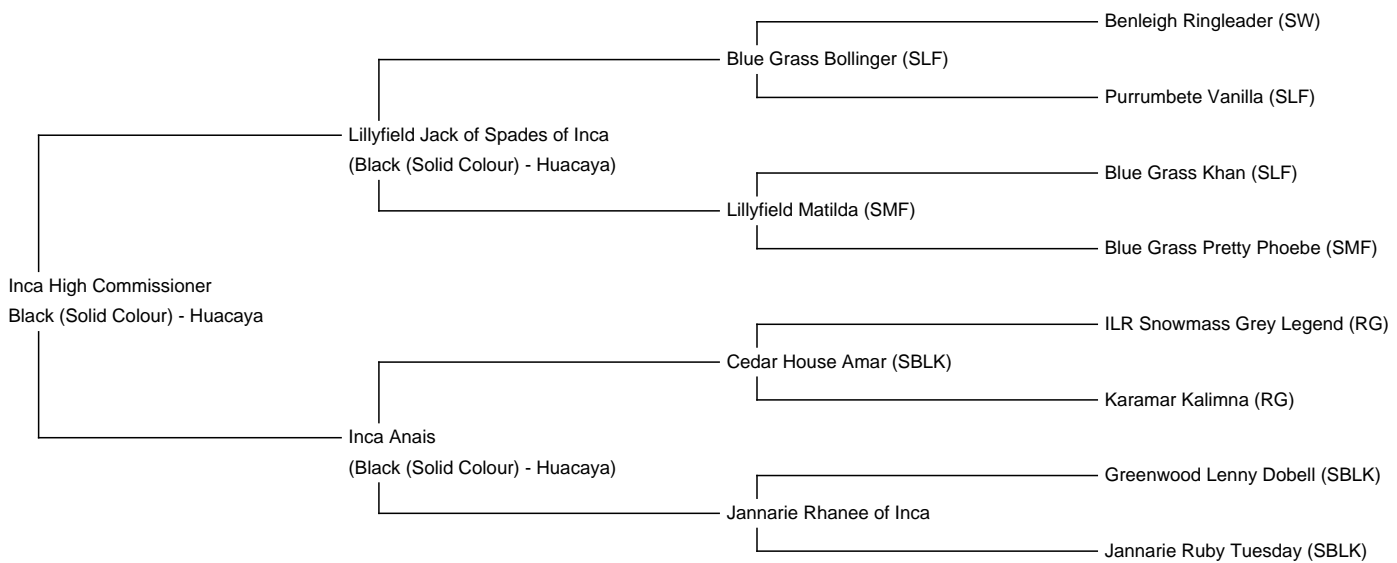 Benleigh Ringleader (SW)
Blue Grass Bollinger (SLF)
Purrumbete Vanilla (SLF)
Lillyfield Jack of Spades of Inca
(Black (Solid Colour) - Huacaya)
Blue Grass Khan (SLF)
Lillyfield Matilda (SMF)
Blue Grass Pretty Phoebe (SMF)
Inca High Commissioner
Black (Solid Colour) - Huacaya
ILR Snowmass Grey Legend (RG)
Cedar House Amar (SBLK)
Karamar Kalimna (RG)
Inca Anais
(Black (Solid Colour) - Huacaya)
Greenwood Lenny Dobell (SBLK)
Jannarie Rhanee of Inca
Jannarie Ruby Tuesday (SBLK)